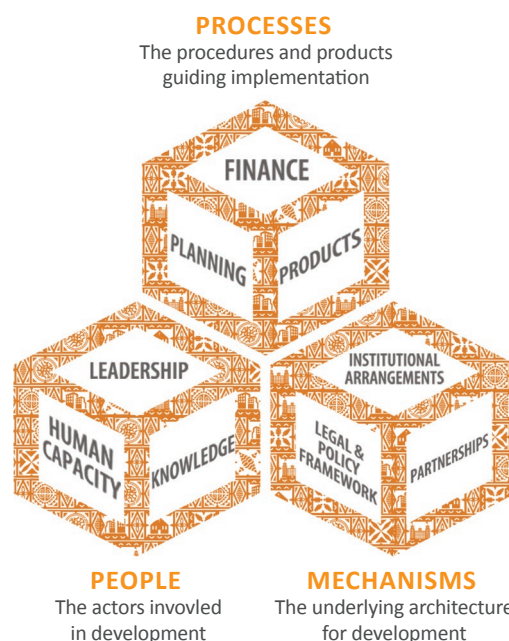 PROCESSES
The procedures and products
guiding implementation
FINANCE
PLANNING
PRODUCTS
LEADERSHIP
HUMAN
CAPACITY
KNOWLEDGE
INSTITUTIONAL
ARRANGEMENTS
LEGAL &
POLICY
FRAMEWORK
PARTNERSHIPS
PEOPLE
The actors invovled
in development
MECHANISMS
The underlying architecture
for development